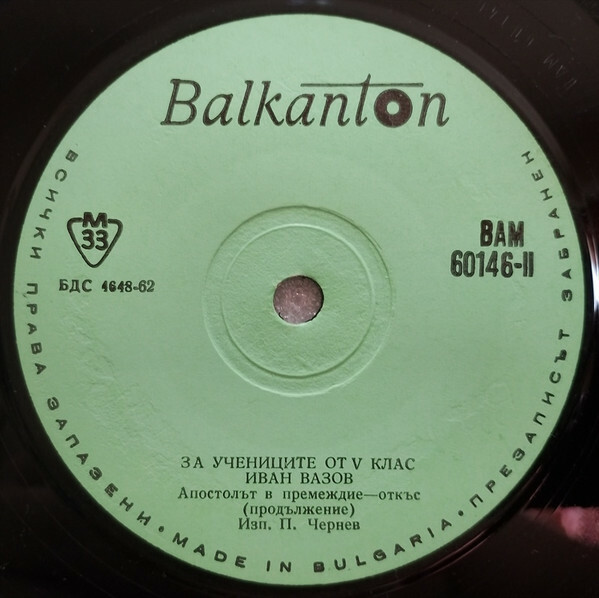 Balkanton
М
33
БДС 4648-62
ВАМ
60146-II
ЗА УЧЕНИЦИТЕ ОТ V КЛАС
ИВАН ВАЗОВ
Апостолът в премеждие—откъс
(продължение)
Изп. П. Чернев
ВСИЧКИ ПРАВА ЗАПАЗЕНИ • MADE IN BULGARIA • ПРЕЗАПИСЪТ ЗАБРАНЕН